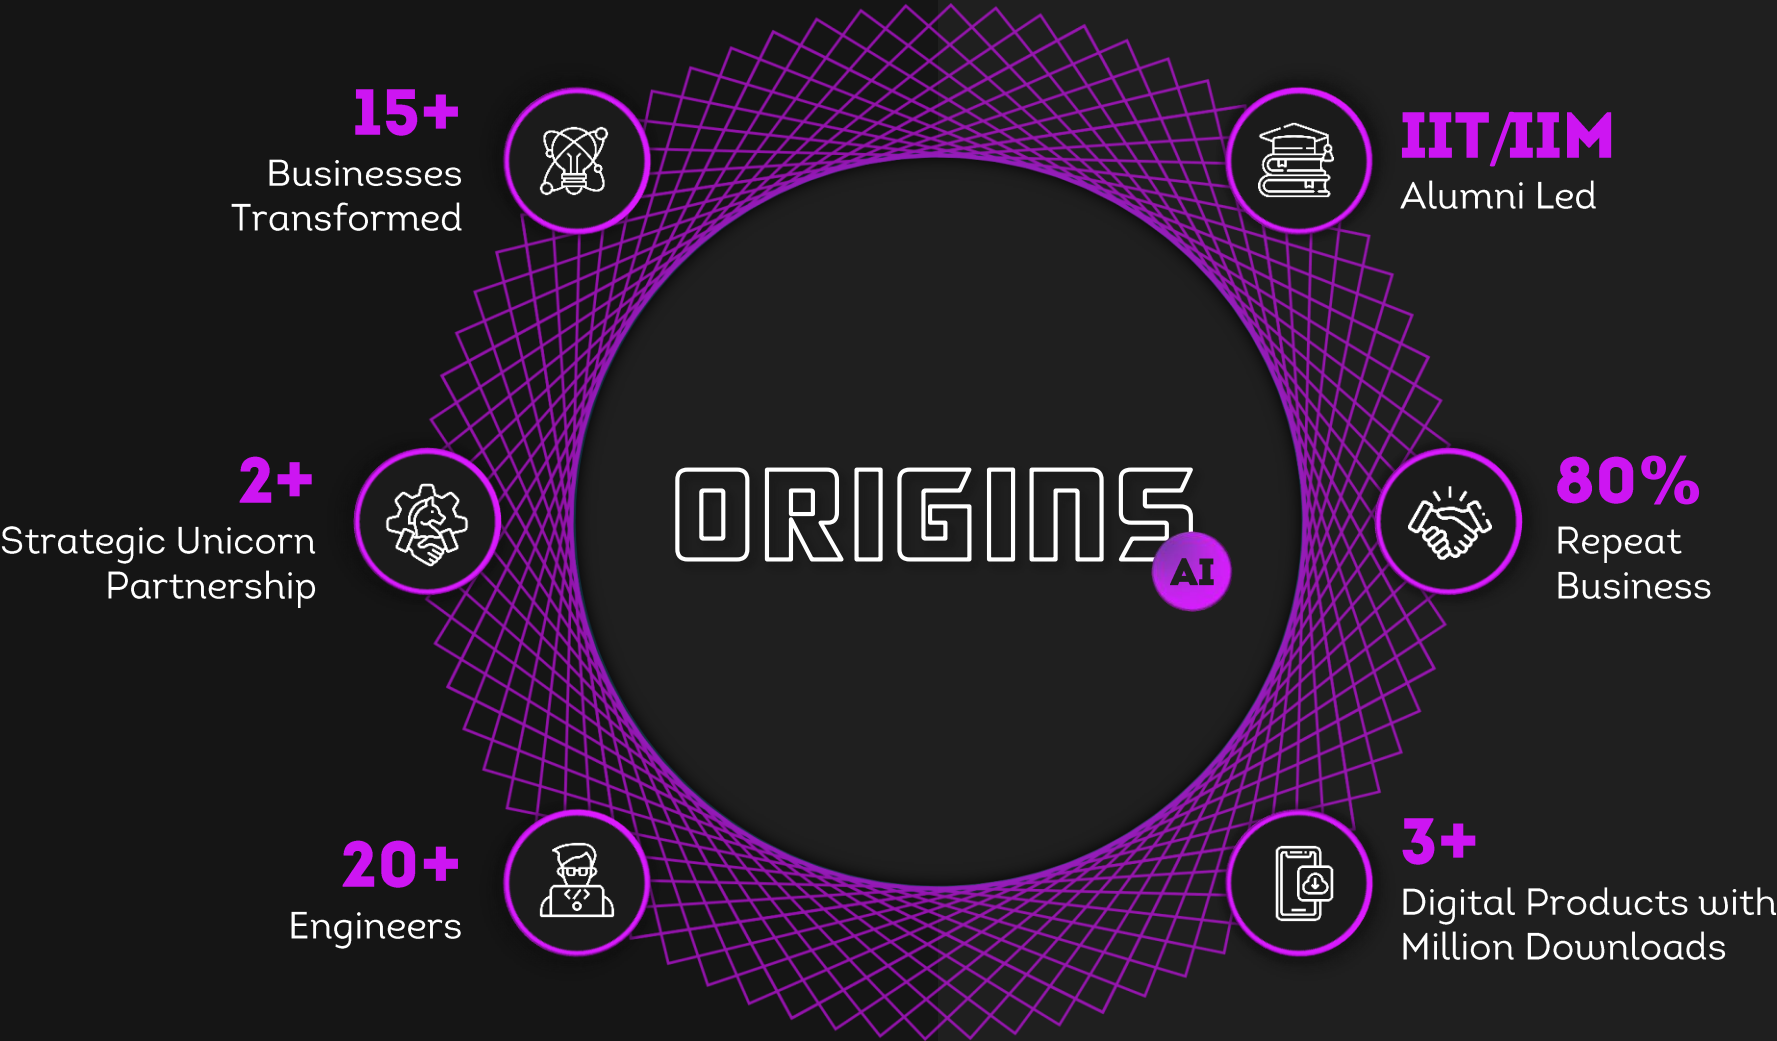 15+
Businesses
Transformed
IIT/IIM
Alumni Led
2+
Strategic Unicorn
Partnership
ORIGINS
AI
80%
Repeat
Business
20+
Engineers
3+
Digital Products with
Million Downloads